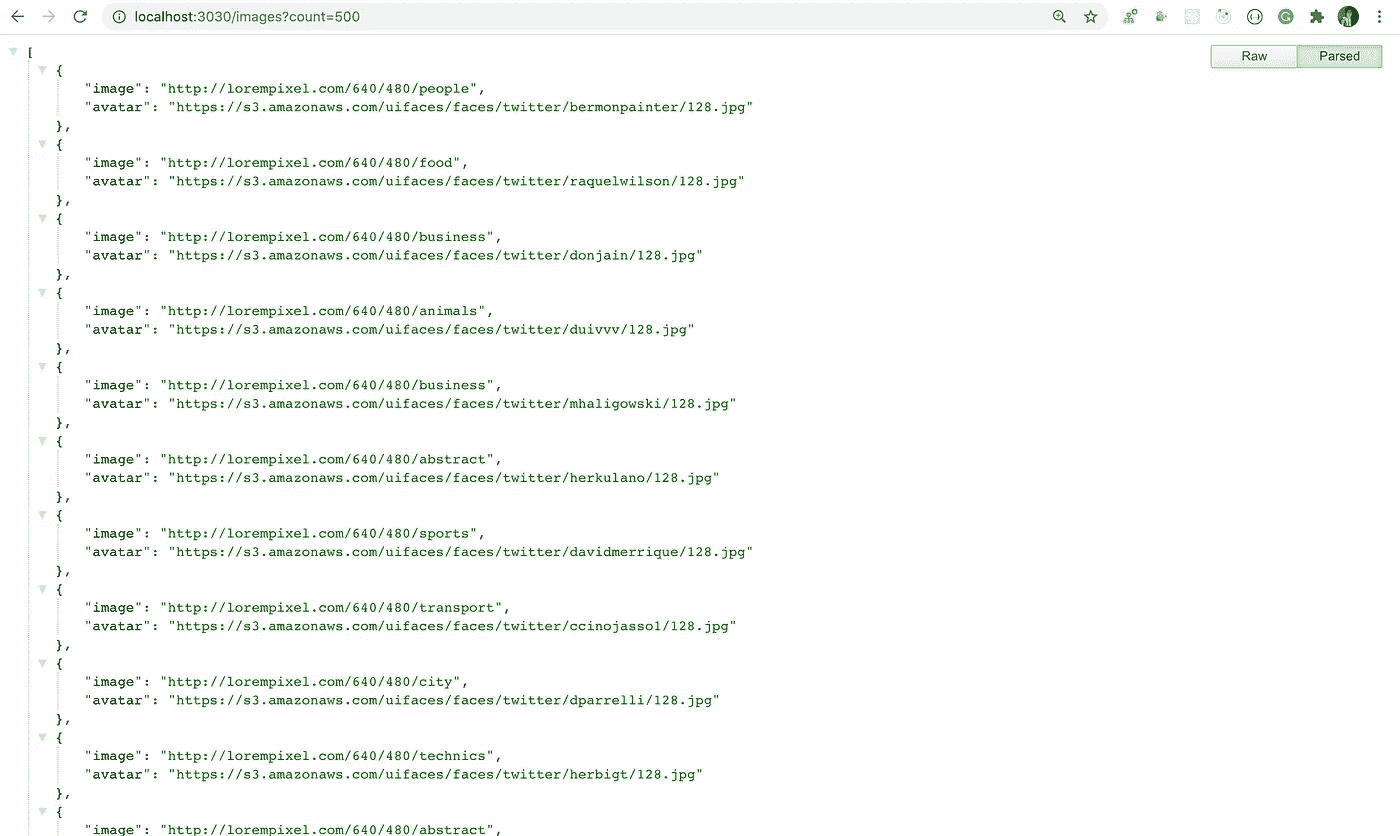 localhost:3030/images?count=500
Raw Parsed
[
{
"image": "http://lorempixel.com/640/480/people",
"avatar": "https://s3.amazonaws.com/uifaces/faces/twitter/bermonpainter/128.jpg"
},
{
"image": "http://lorempixel.com/640/480/food",
"avatar": "https://s3.amazonaws.com/uifaces/faces/twitter/raquelwilson/128.jpg"
},
{
"image": "http://lorempixel.com/640/480/business",
"avatar": "https://s3.amazonaws.com/uifaces/faces/twitter/donjain/128.jpg"
},
{
"image": "http://lorempixel.com/640/480/animals",
"avatar": "https://s3.amazonaws.com/uifaces/faces/twitter/duivvv/128.jpg"
},
{
"image": "http://lorempixel.com/640/480/business",
"avatar": "https://s3.amazonaws.com/uifaces/faces/twitter/mhaligowski/128.jpg"
},
{
"image": "http://lorempixel.com/640/480/abstract",
"avatar": "https://s3.amazonaws.com/uifaces/faces/twitter/herkulano/128.jpg"
},
{
"image": "http://lorempixel.com/640/480/sports",
"avatar": "https://s3.amazonaws.com/uifaces/faces/twitter/davidmerrique/128.jpg"
},
{
"image": "http://lorempixel.com/640/480/transport",
"avatar": "https://s3.amazonaws.com/uifaces/faces/twitter/ccinojasso1/128.jpg"
},
{
"image": "http://lorempixel.com/640/480/city",
"avatar": "https://s3.amazonaws.com/uifaces/faces/twitter/dparrelli/128.jpg"
},
{
"image": "http://lorempixel.com/640/480/technics",
"avatar": "https://s3.amazonaws.com/uifaces/faces/twitter/herbigt/128.jpg"
},
{
"image": "http://lorempixel.com/640/480/abstract",